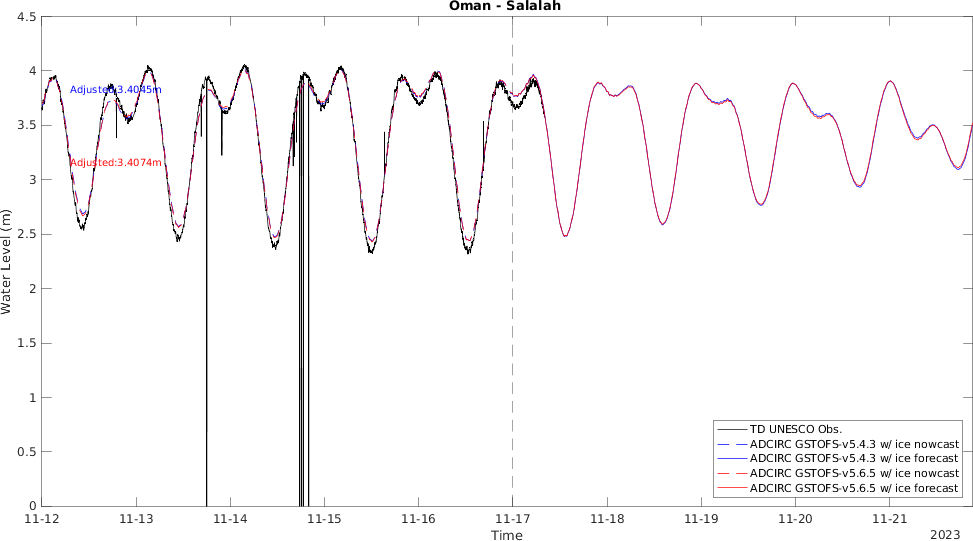 Oman - Salalah
4.5
4
3.5
3
2.5
2
1.5
1
0.5
0
Water Level (m)
Adjusted:3.4045m
Adjusted:3.4074m
TD UNESCO Obs.
ADCIRC GSTOFS-v5.4.3 w/ ice nowcast
ADCIRC GSTOFS-v5.4.3 w/ ice forecast
ADCIRC GSTOFS-v5.6.5 w/ ice nowcast
ADCIRC GSTOFS-v5.6.5 w/ ice forecast
11-12 11-13 11-14 11-15 11-16 11-17 11-18 11-19 11-20 11-21
Time
2023